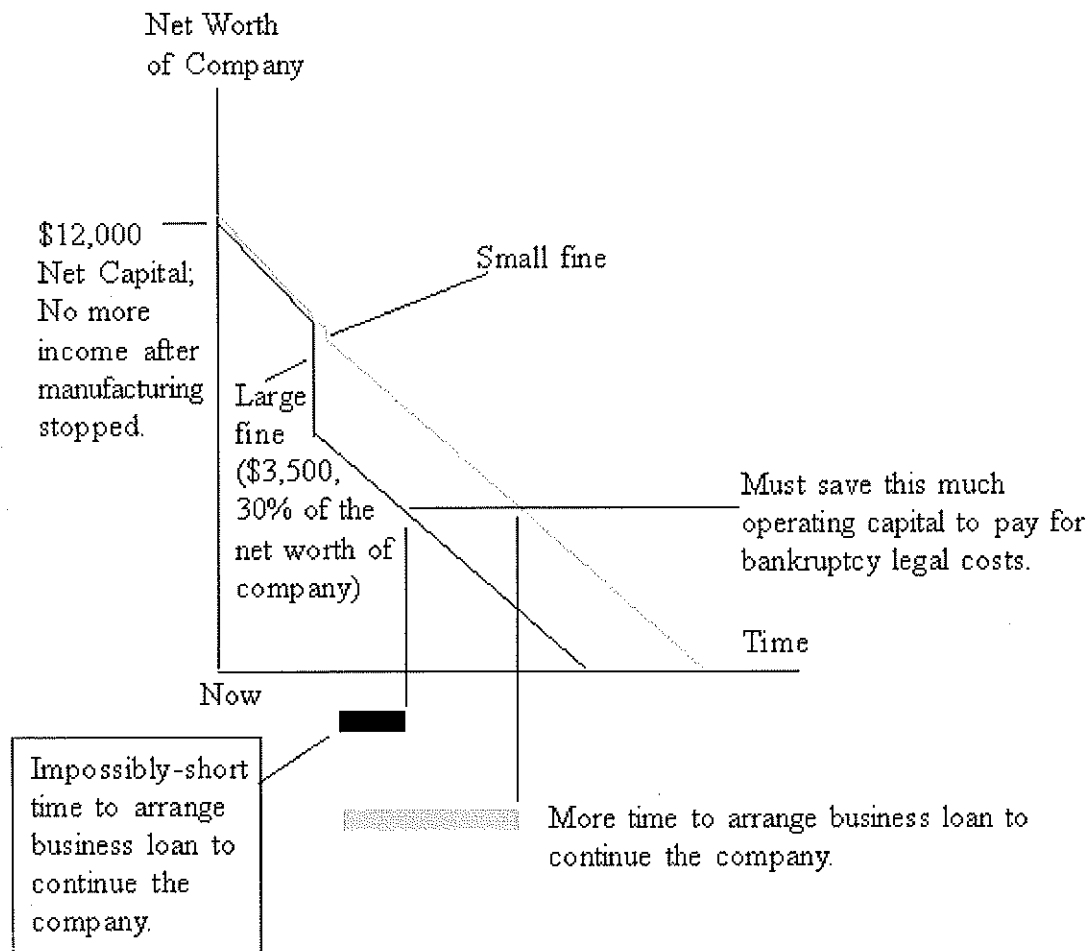 Net Worth
of Company
$12,000
Net Capital;
No more
income after
manufacturing
stopped.
Small fine
Large
fine
($3,500,
30% of the
net worth of
company)
Must save this much
operating capital to pay for
bankruptcy legal costs.
Time
Now
Impossibly-short
time to arrange
business loan to
continue the
company.
More time to arrange business loan to
continue the company.